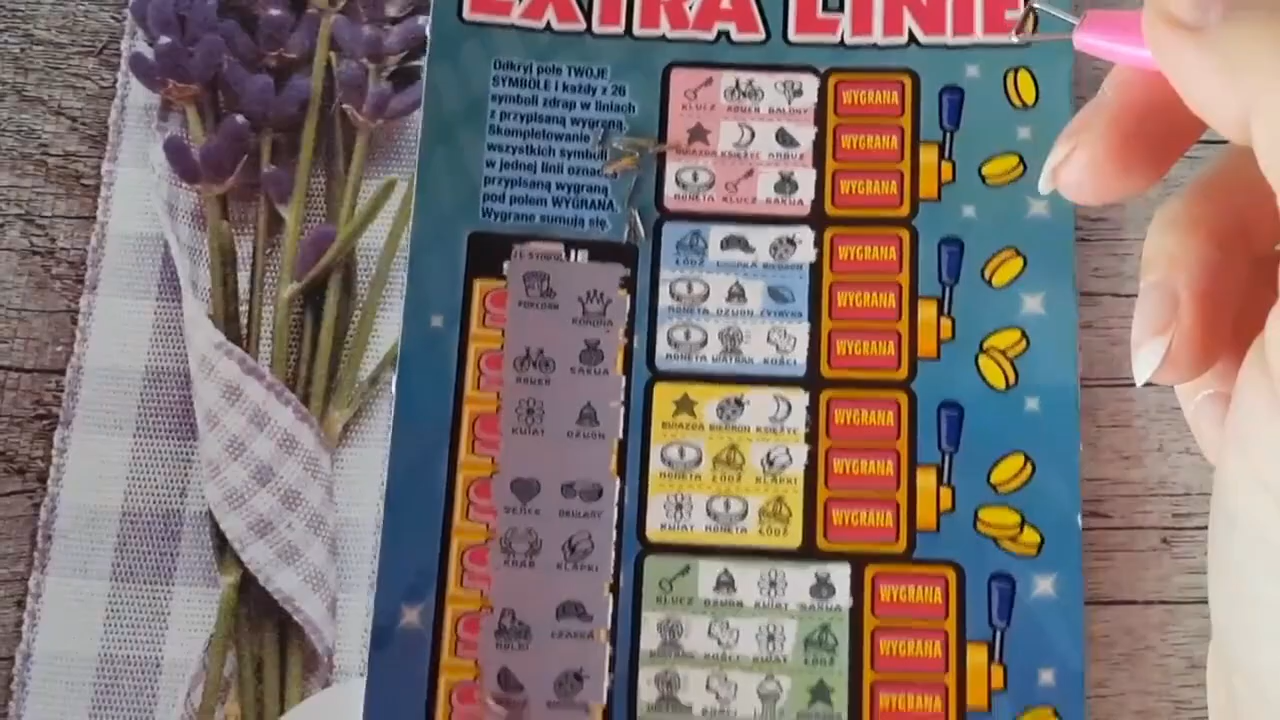 EXTRA LINIE
Odkryj pole TWOJE
SYMBOLE i każdy z 26
symboli zdrap w liniach
z przypisaną wygraną.
Skompletowanie
wszystkich symboli
w jednej linii oznacza
przypisaną wygraną
pod polem WYGRANA.
Wygrane sumują się.
KLUCZ ROWER BALONY
WYGRANA
GWIAZDA KSIĘŻYC ARBUZ
WYGRANA
MONETA KLUCZ SAKWA
WYGRANA
ŁÓDŹ CZAPKA BIEDRON
WYGRANA
MONETA DZWON CYTRYNA
WYGRANA
MONETA WIATRAK KOŚCI
WYGRANA
GWIAZDA BIEDRON KSIĘŻYC
WYGRANA
MONETA ŁÓDŹ KLAPKI
WYGRANA
KWIAT MONETA ŁÓDŹ
WYGRANA
KLUCZ DZWON KWIAT SAKWA
WYGRANA
WIATRAK KOŚCI KWIAT ŁÓDŹ
WYGRANA
WYGRANA
POPCORN KORONA
ROWER SAKWA
KWIAT DZWON
SERCE OKULARY
KRAB KLAPKI
ROLKI CZAPKA